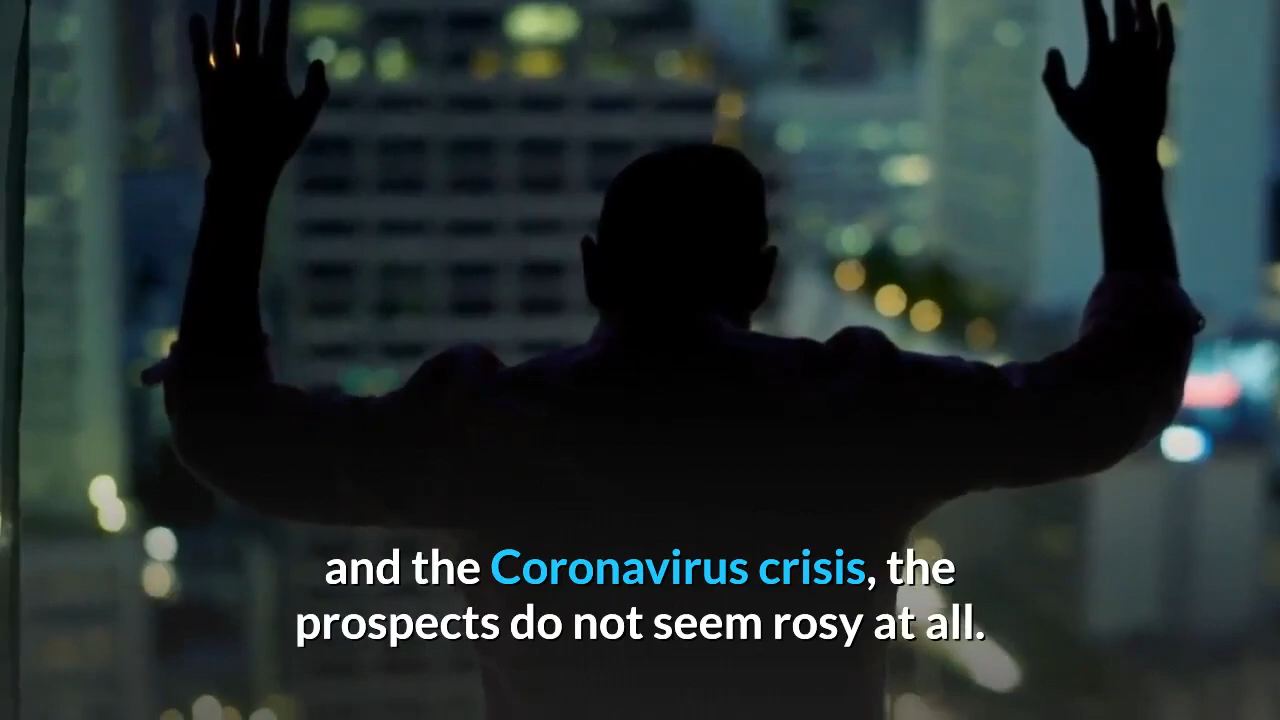 and the Coronavirus crisis, the
prospects do not seem rosy at all.